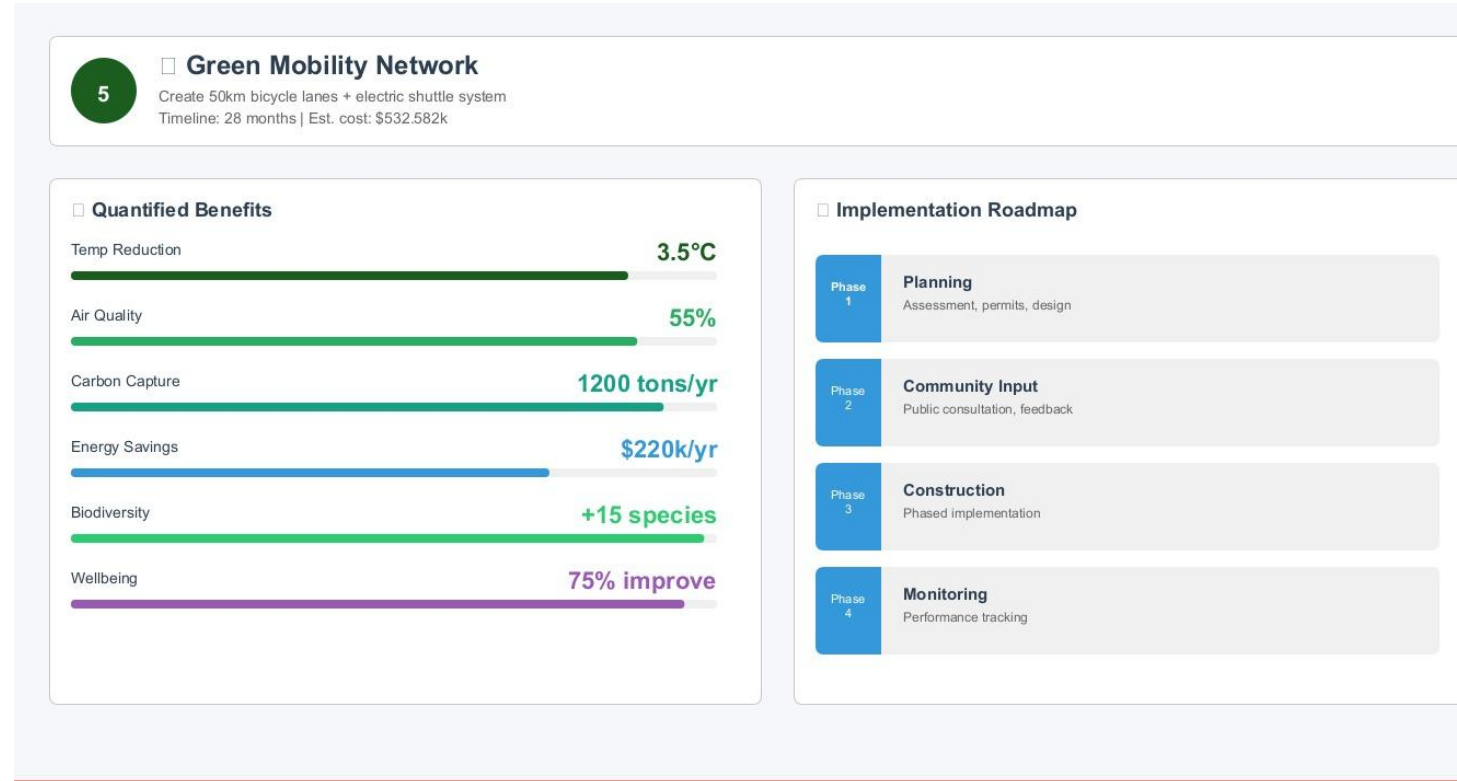 5
Green Mobility Network
Create 50km bicycle lanes + electric shuttle system
Timeline: 28 months | Est. cost: $532.582k
Quantified Benefits
Temp Reduction
3.5°C
Air Quality
55%
Carbon Capture
1200 tons/yr
Energy Savings
$220k/yr
Biodiversity
+15 species
Wellbeing
75% improve
Implementation Roadmap
Phase
1
Planning
Assessment, permits, design
Phase
2
Community Input
Public consultation, feedback
Phase
3
Construction
Phased implementation
Phase
4
Monitoring
Performance tracking